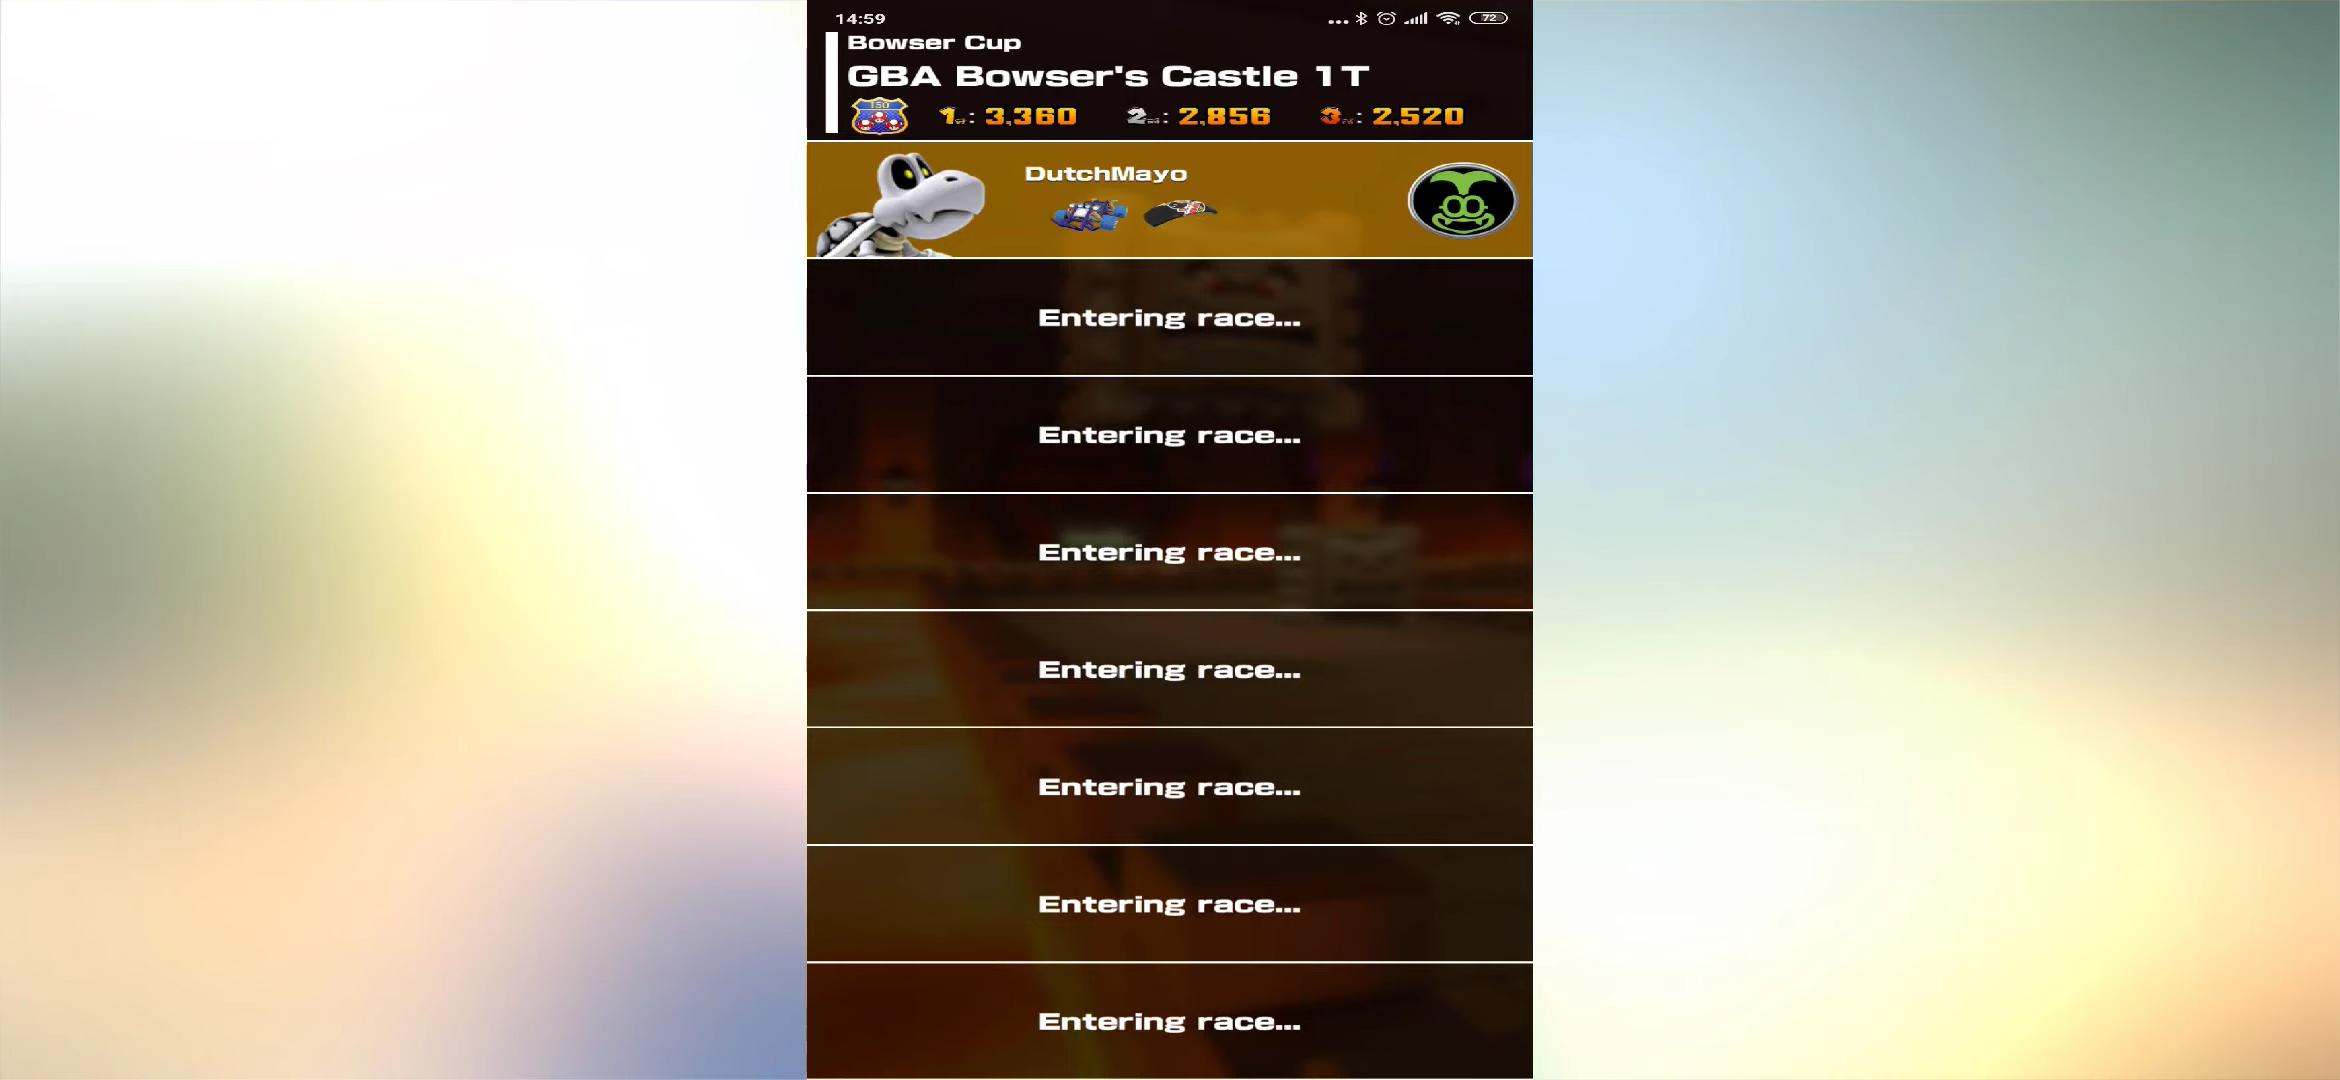 14:59
72
Bowser Cup
GBA Bowser's Castle 1T
150 1st: 3,360 2nd: 2,856 3rd: 2,520
DutchMayo
Entering race...
Entering race...
Entering race...
Entering race...
Entering race...
Entering race...
Entering race...